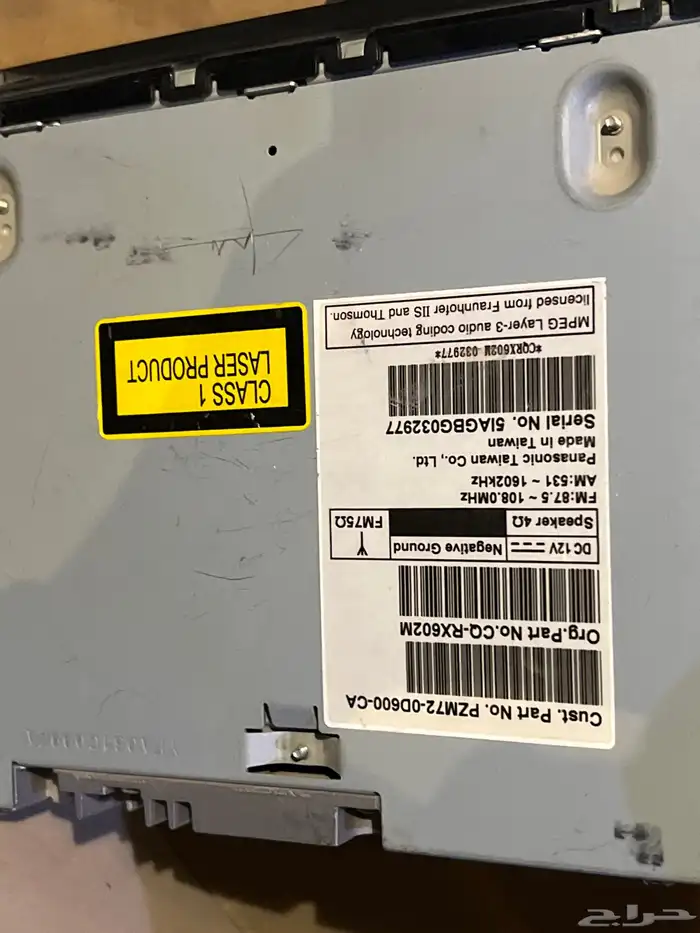 Cust. Part No. PZM72-0D600-CA
Org.Part No.CQ-RX602M
DC 12V
Negative Ground
Speaker 4Ω
FM75Ω
FM:87.5 ~ 108.0MHz
AM:531 ~ 1602kHz
Panasonic Taiwan Co., Ltd.
Made in Taiwan
Serial No. 5IAGBG032977
*CQRX602M-032977*
MPEG Layer-3 audio coding technology
licensed from Fraunhofer IIS and Thomson.
CLASS 1
LASER PRODUCT
حراج